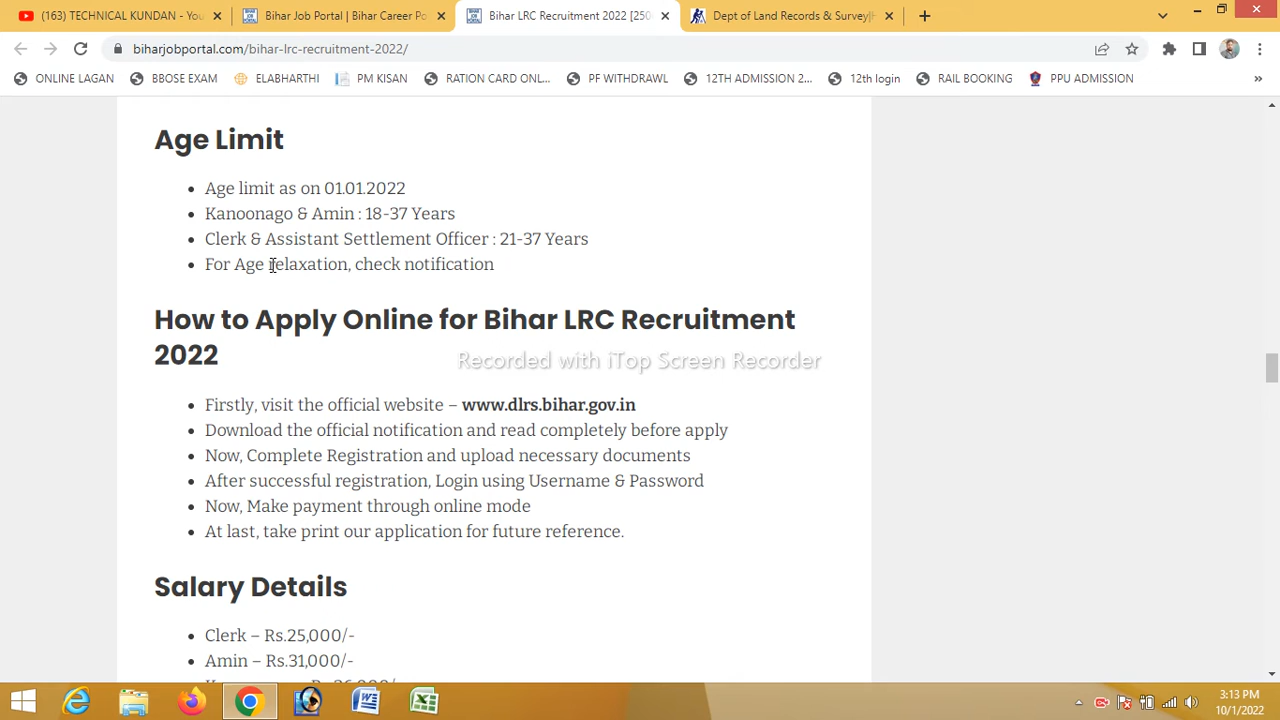 (163) TECHNICAL KUNDAN - You
Bihar Job Portal | Bihar Career Po
Bihar LRC Recruitment 2022 [250
Dept of Land Records & Survey|H
biharjobportal.com/bihar-lrc-recruitment-2022/
ONLINE LAGAN
BBOSE EXAM
ELABHARTHI
PM KISAN
RATION CARD ONL...
PF WITHDRAWL
12TH ADMISSION 2...
12th login
RAIL BOOKING
PPU ADMISSION
Age Limit
Age limit as on 01.01.2022
Kanoonago & Amin : 18-37 Years
Clerk & Assistant Settlement Officer : 21-37 Years
For Age relaxation, check notification
How to Apply Online for Bihar LRC Recruitment
2022
Recorded with iTop Screen Recorder
Firstly, visit the official website – www.dlrs.bihar.gov.in
Download the official notification and read completely before apply
Now, Complete Registration and upload necessary documents
After successful registration, Login using Username & Password
Now, Make payment through online mode
At last, take print our application for future reference.
Salary Details
Clerk – Rs.25,000/-
Amin – Rs.31,000/-
3:13 PM
10/1/2022